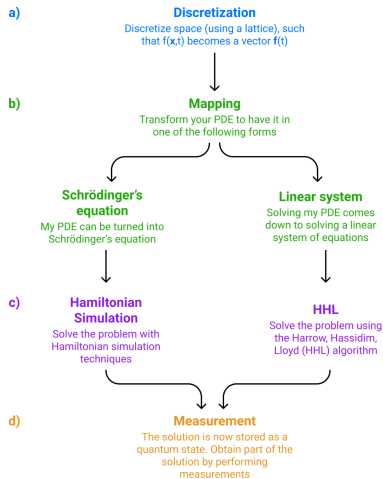 a) Discretization
Discretize space (using a lattice), such
that f(x,t) becomes a vector f(t)
b) Mapping
Transform your PDE to have it in
one of the following forms
Schrödinger's
equation
My PDE can be turned into
Schrödinger's equation
Linear system
Solving my PDE comes
down to solving a linear
system of equations
c) Hamiltonian
Simulation
Solve the problem with
Hamiltonian simulation
techniques
HHL
Solve the problem using
the Harrow, Hassidim,
Lloyd (HHL) algorithm
d) Measurement
The solution is now stored as a
quantum state. Obtain part of the
solution by performing
measurements